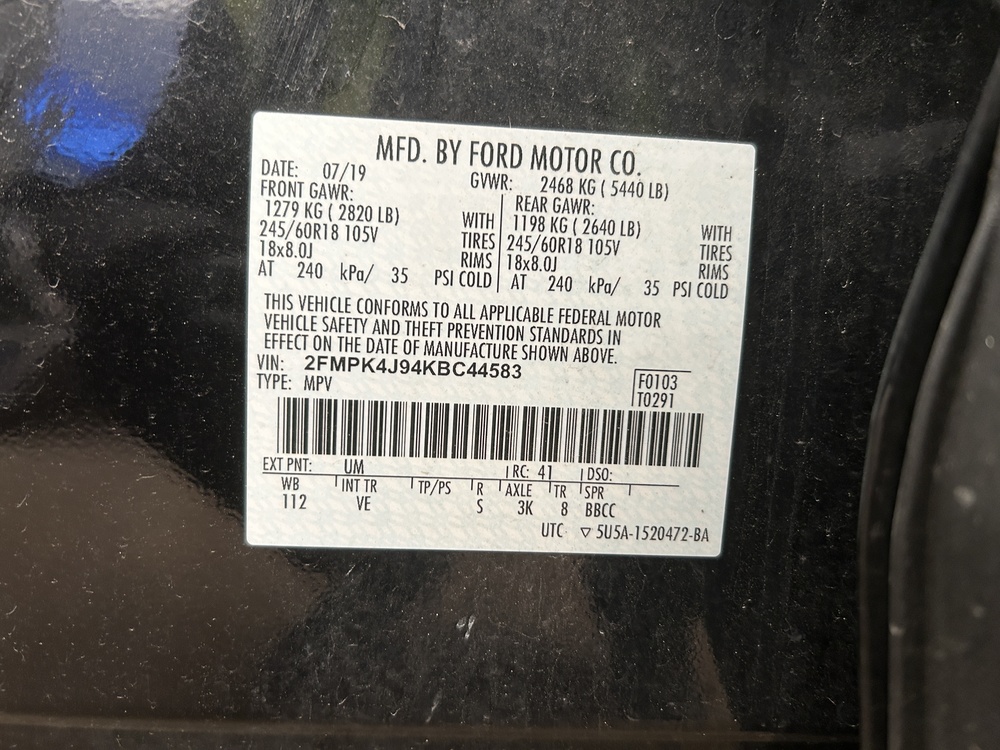 MFD. BY FORD MOTOR CO.
DATE: 07/19 GVWR: 2468 KG ( 5440 LB)
FRONT GAWR: REAR GAWR:
1279 KG ( 2820 LB) WITH 1198 KG ( 2640 LB) WITH
245/60R18 105V TIRES 245/60R18 105V TIRES
18x8.0J RIMS 18x8.0J RIMS
AT 240 kPa/ 35 PSI COLD AT 240 kPa/ 35 PSI COLD
THIS VEHICLE CONFORMS TO ALL APPLICABLE FEDERAL MOTOR
VEHICLE SAFETY AND THEFT PREVENTION STANDARDS IN
EFFECT ON THE DATE OF MANUFACTURE SHOWN ABOVE.
VIN: 2FMPK4J94KBC44583
TYPE: MPV
F0103
T0291
EXT PNT: UM RC: 41 DSO:
WB INT TR TP/PS R AXLE TR SPR
112 VE S 3K 8 BBCC
UTC ▽ 5U5A-1520472-BA